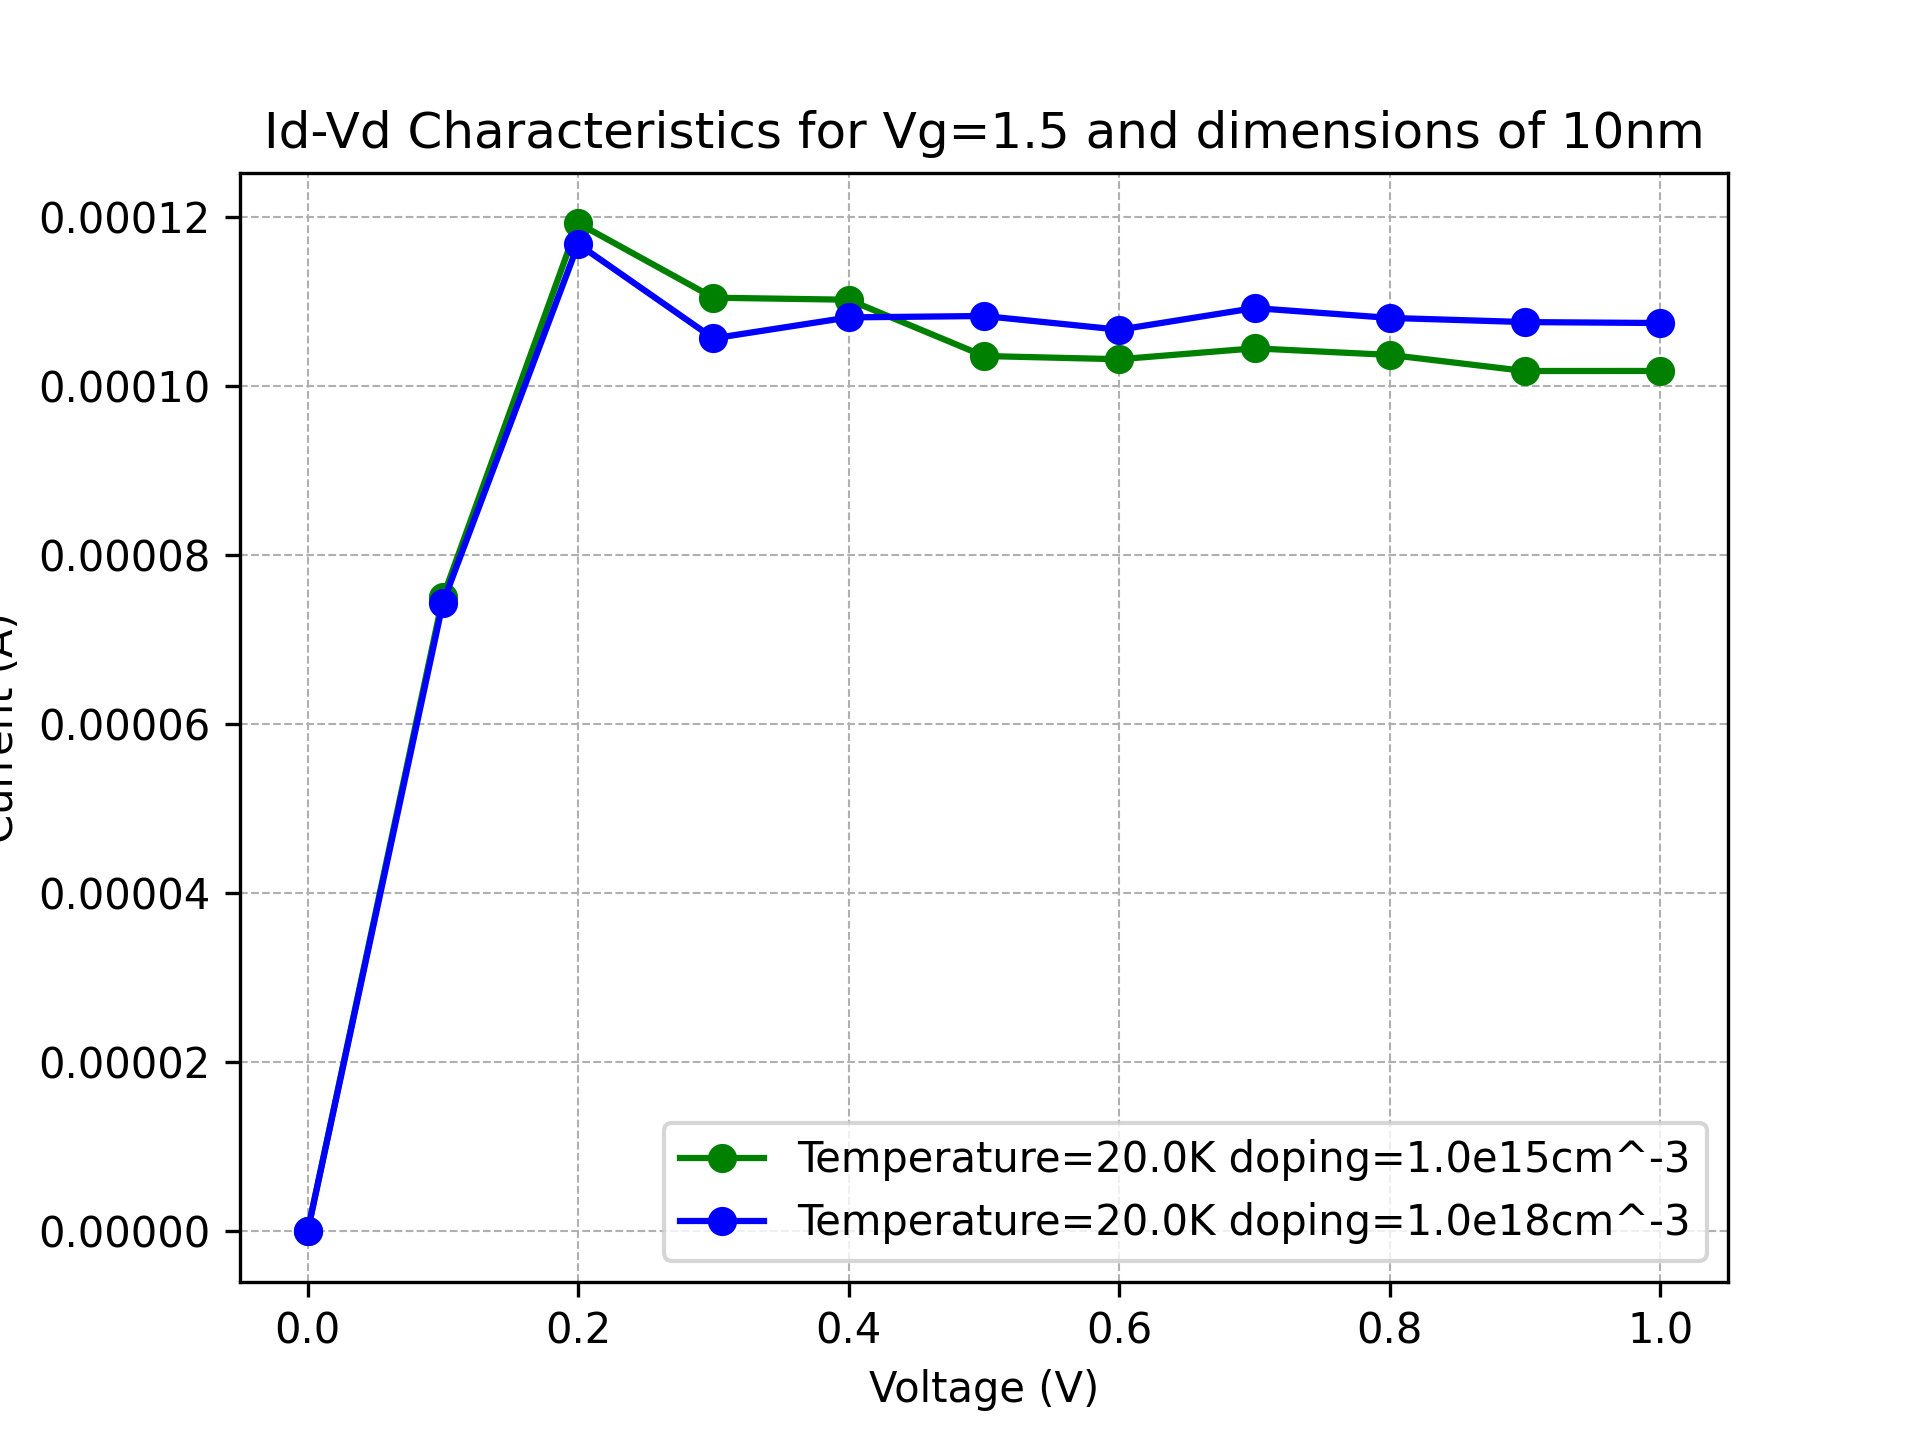 Id-Vd Characteristics for Vg=1.5 and dimensions of 10nm
0.00012
0.00010
0.00008
0.00006
0.00004
0.00002
0.00000
Current (A)
Temperature=20.0K doping=1.0e15cm^-3
Temperature=20.0K doping=1.0e18cm^-3
0.0 0.2 0.4 0.6 0.8 1.0
Voltage (V)